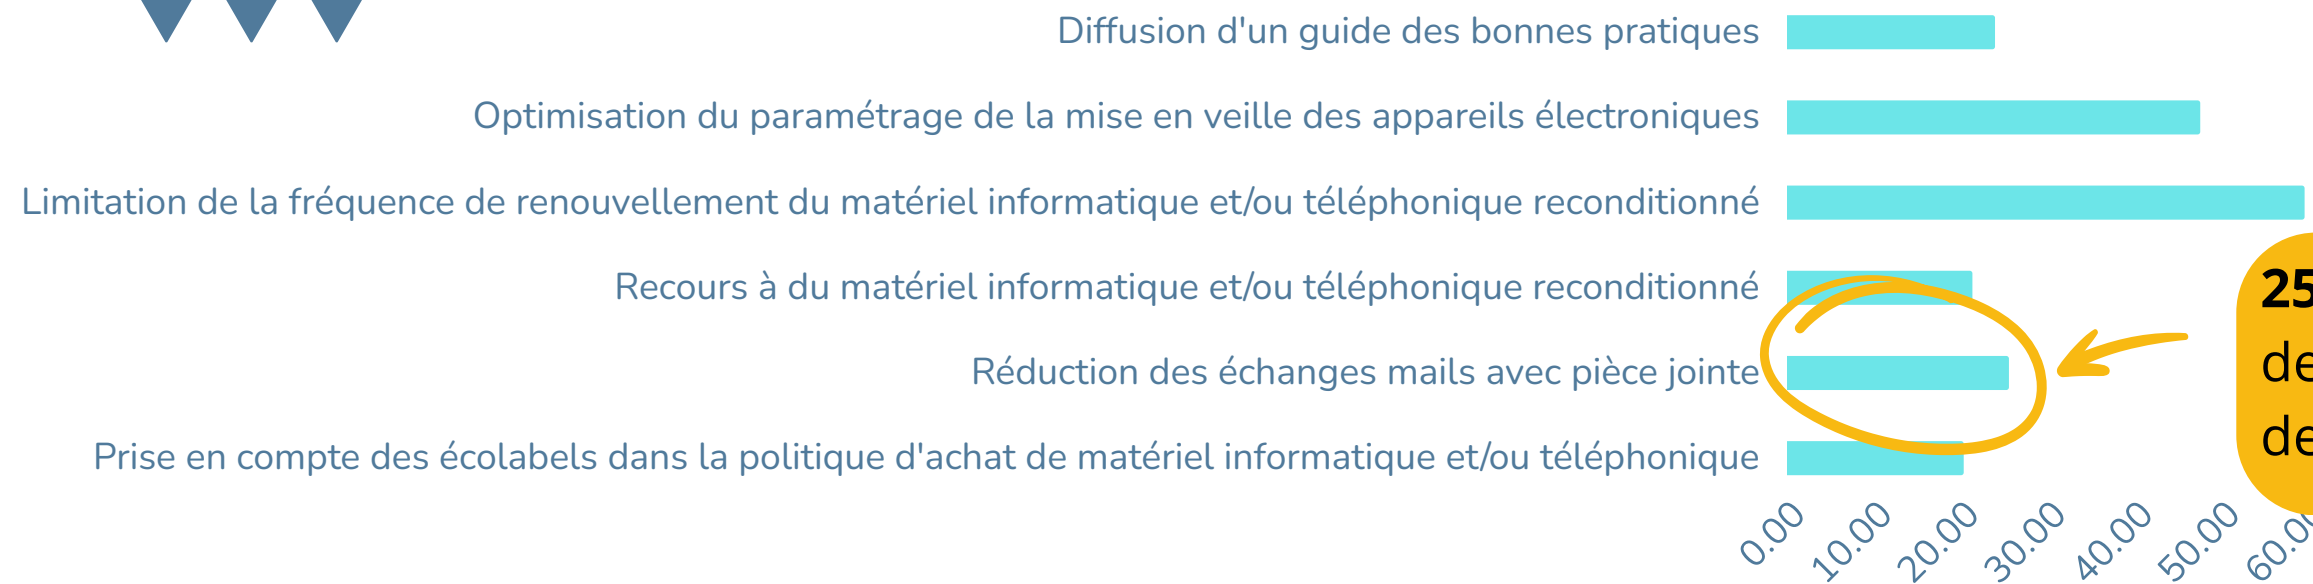 Diffusion d'un guide des bonnes pratiques
Optimisation du paramétrage de la mise en veille des appareils électroniques
Limitation de la fréquence de renouvellement du matériel informatique et/ou téléphonique reconditionné
Recours à du matériel informatique et/ou téléphonique reconditionné
Réduction des échanges mails avec pièce jointe
Prise en compte des écolabels dans la politique d'achat de matériel informatique et/ou téléphonique
25
de
de
0.00
10.00
20.00
30.00
40.00
50.00